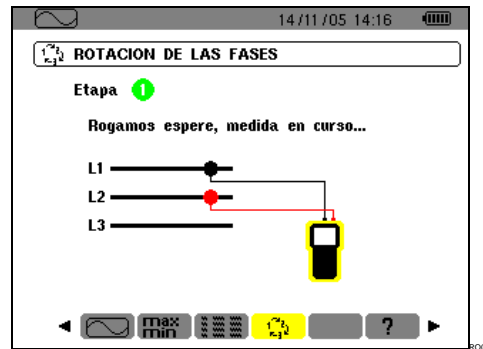 14/11/05 14:16
ROTACION DE LAS FASES
Etapa 1
Rogamos espere, medida en curso...
L1
L2
L3
max
min
3
?